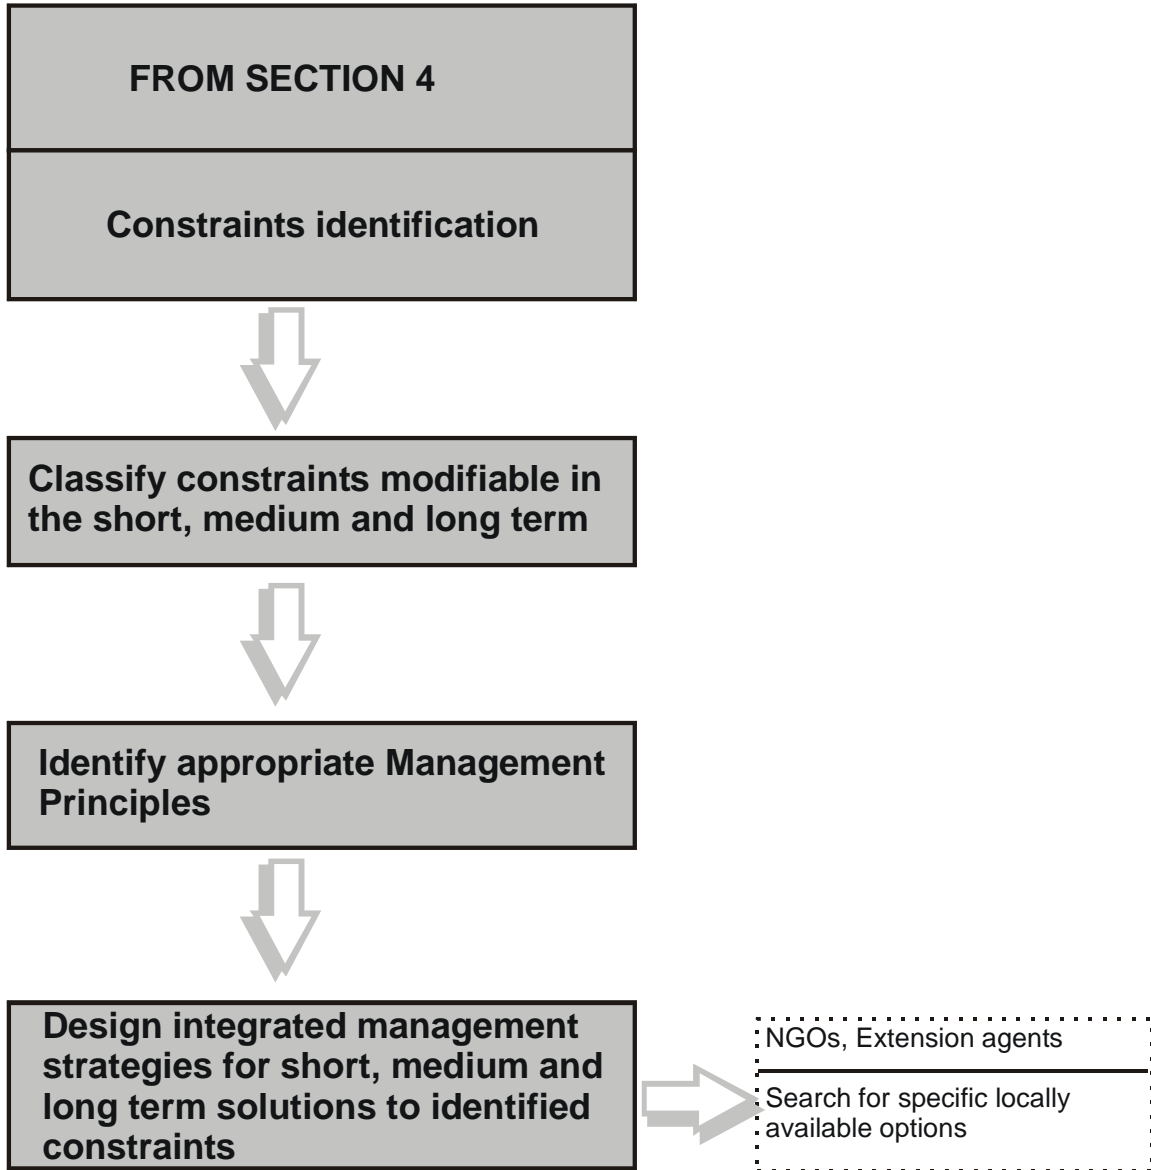 FROM SECTION 4
Constraints identification
Classify constraints modifiable in
the short, medium and long term
Identify appropriate Management
Principles
Design integrated management
strategies for short, medium and
long term solutions to identified
constraints
NGOs, Extension agents
Search for specific locally
available options